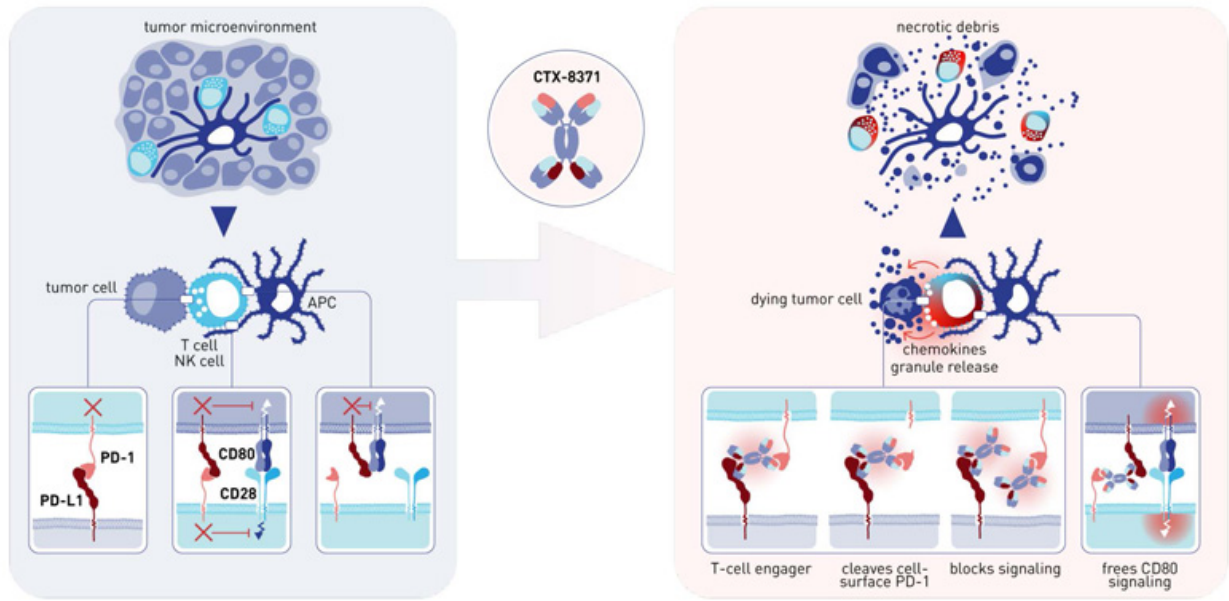 tumor microenvironment
CTX-8371
necrotic debris
tumor cell
APC
T cell
NK cell
dying tumor cell
chemokines
granule release
PD-1
PD-L1
CD80
CD28
T-cell engager
cleaves cell-
surface PD-1
blocks signaling
frees CD80
signaling